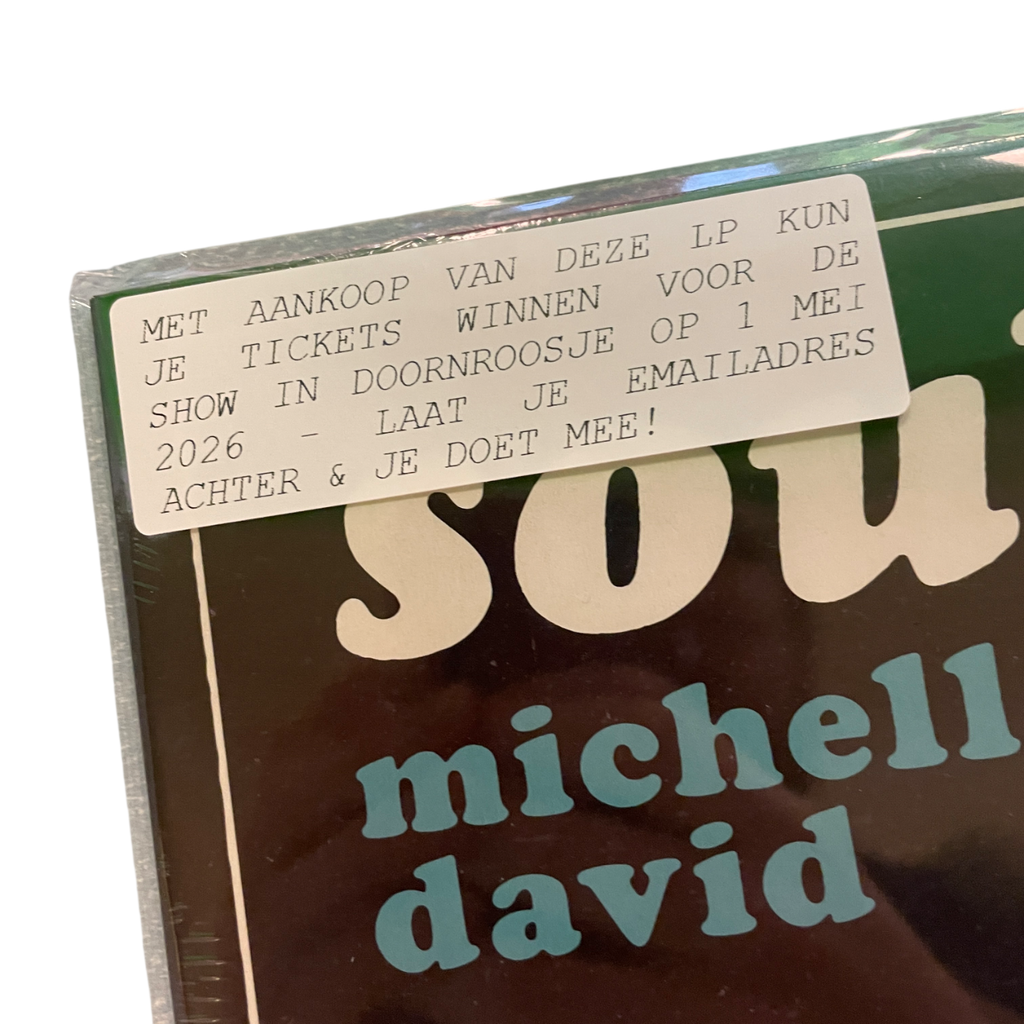 MET AANKOOP VAN DEZE LP KUN
JE TICKETS WINNEN VOOR DE
SHOW IN DOORNROOSJE OP 1 MEI
2026 - LAAT JE EMAILADRES
ACHTER & JE DOET MEE!
sou
michell
david